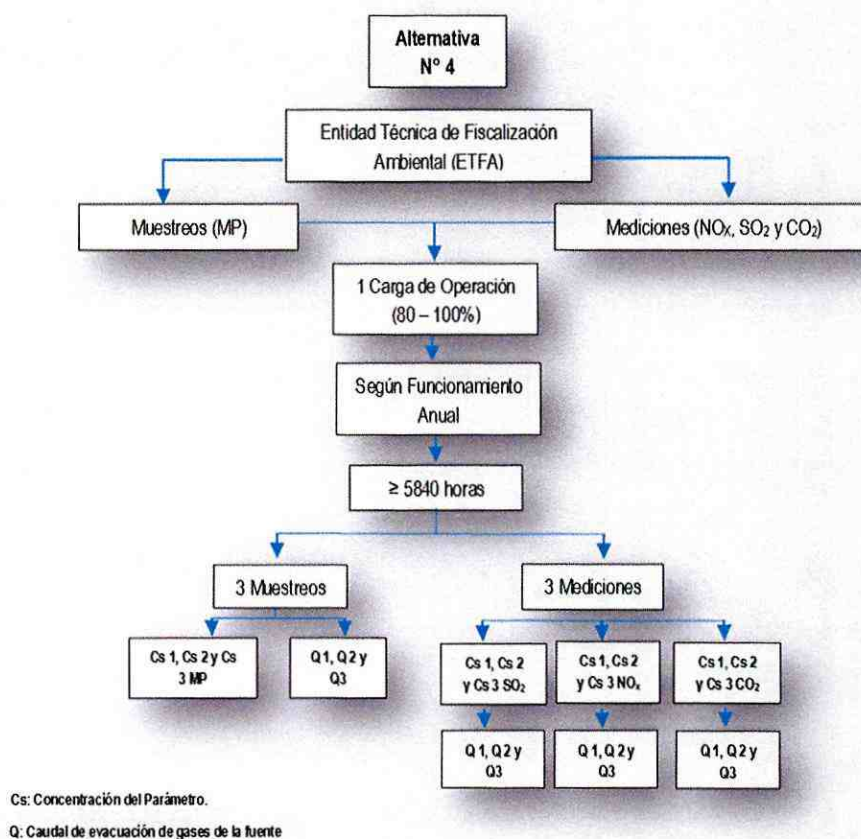 Alternativa
N° 4
Entidad Técnica de Fiscalización
Ambiental (ETFA)
Muestreos (MP)
Mediciones (NOₓ, SO₂ y CO₂)
1 Carga de Operación
(80 – 100%)
Según Funcionamiento
Anual
≥ 5840 horas
3 Muestreos
3 Mediciones
Cs 1, Cs 2 y Cs
3 MP
Q 1, Q 2 y
Q3
Cs 1, Cs 2
y Cs 3 SO₂
Cs 1, Cs 2
y Cs 3 NOₓ
Cs 1, Cs 2
y Cs 3 CO₂
Q 1, Q 2 y
Q3
Q 1, Q 2 y
Q3
Q 1, Q 2 y
Q3
Cs: Concentración del Parámetro.
Q: Caudal de evacuación de gases de la fuente